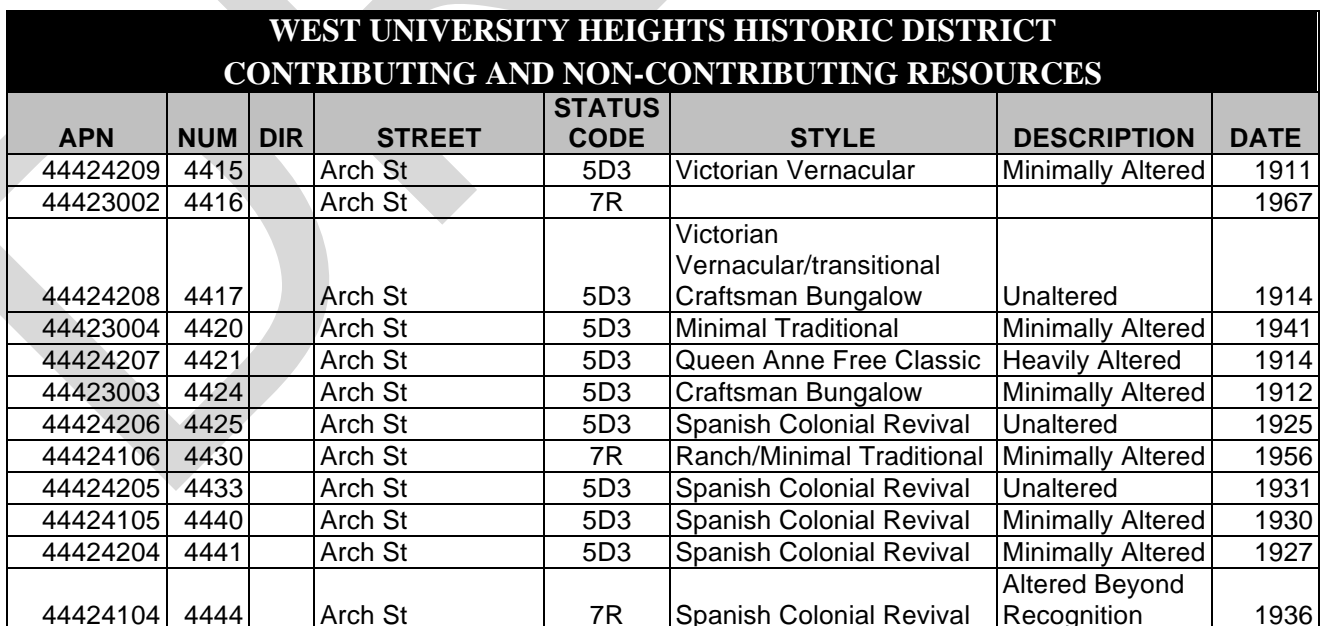 WEST UNIVERSITY HEIGHTS HISTORIC DISTRICT
CONTRIBUTING AND NON-CONTRIBUTING RESOURCES
APN NUM DIR STREET STATUS CODE STYLE DESCRIPTION DATE
44424209 4415 Arch St 5D3 Victorian Vernacular Minimally Altered 1911
44423002 4416 Arch St 7R 1967
44424208 4417 Arch St 5D3 Victorian Vernacular/transitional Craftsman Bungalow Unaltered 1914
44423004 4420 Arch St 5D3 Minimal Traditional Minimally Altered 1941
44424207 4421 Arch St 5D3 Queen Anne Free Classic Heavily Altered 1914
44423003 4424 Arch St 5D3 Craftsman Bungalow Minimally Altered 1912
44424206 4425 Arch St 5D3 Spanish Colonial Revival Unaltered 1925
44424106 4430 Arch St 7R Ranch/Minimal Traditional Minimally Altered 1956
44424205 4433 Arch St 5D3 Spanish Colonial Revival Unaltered 1931
44424105 4440 Arch St 5D3 Spanish Colonial Revival Minimally Altered 1930
44424204 4441 Arch St 5D3 Spanish Colonial Revival Minimally Altered 1927
44424104 4444 Arch St 7R Spanish Colonial Revival Altered Beyond Recognition 1936